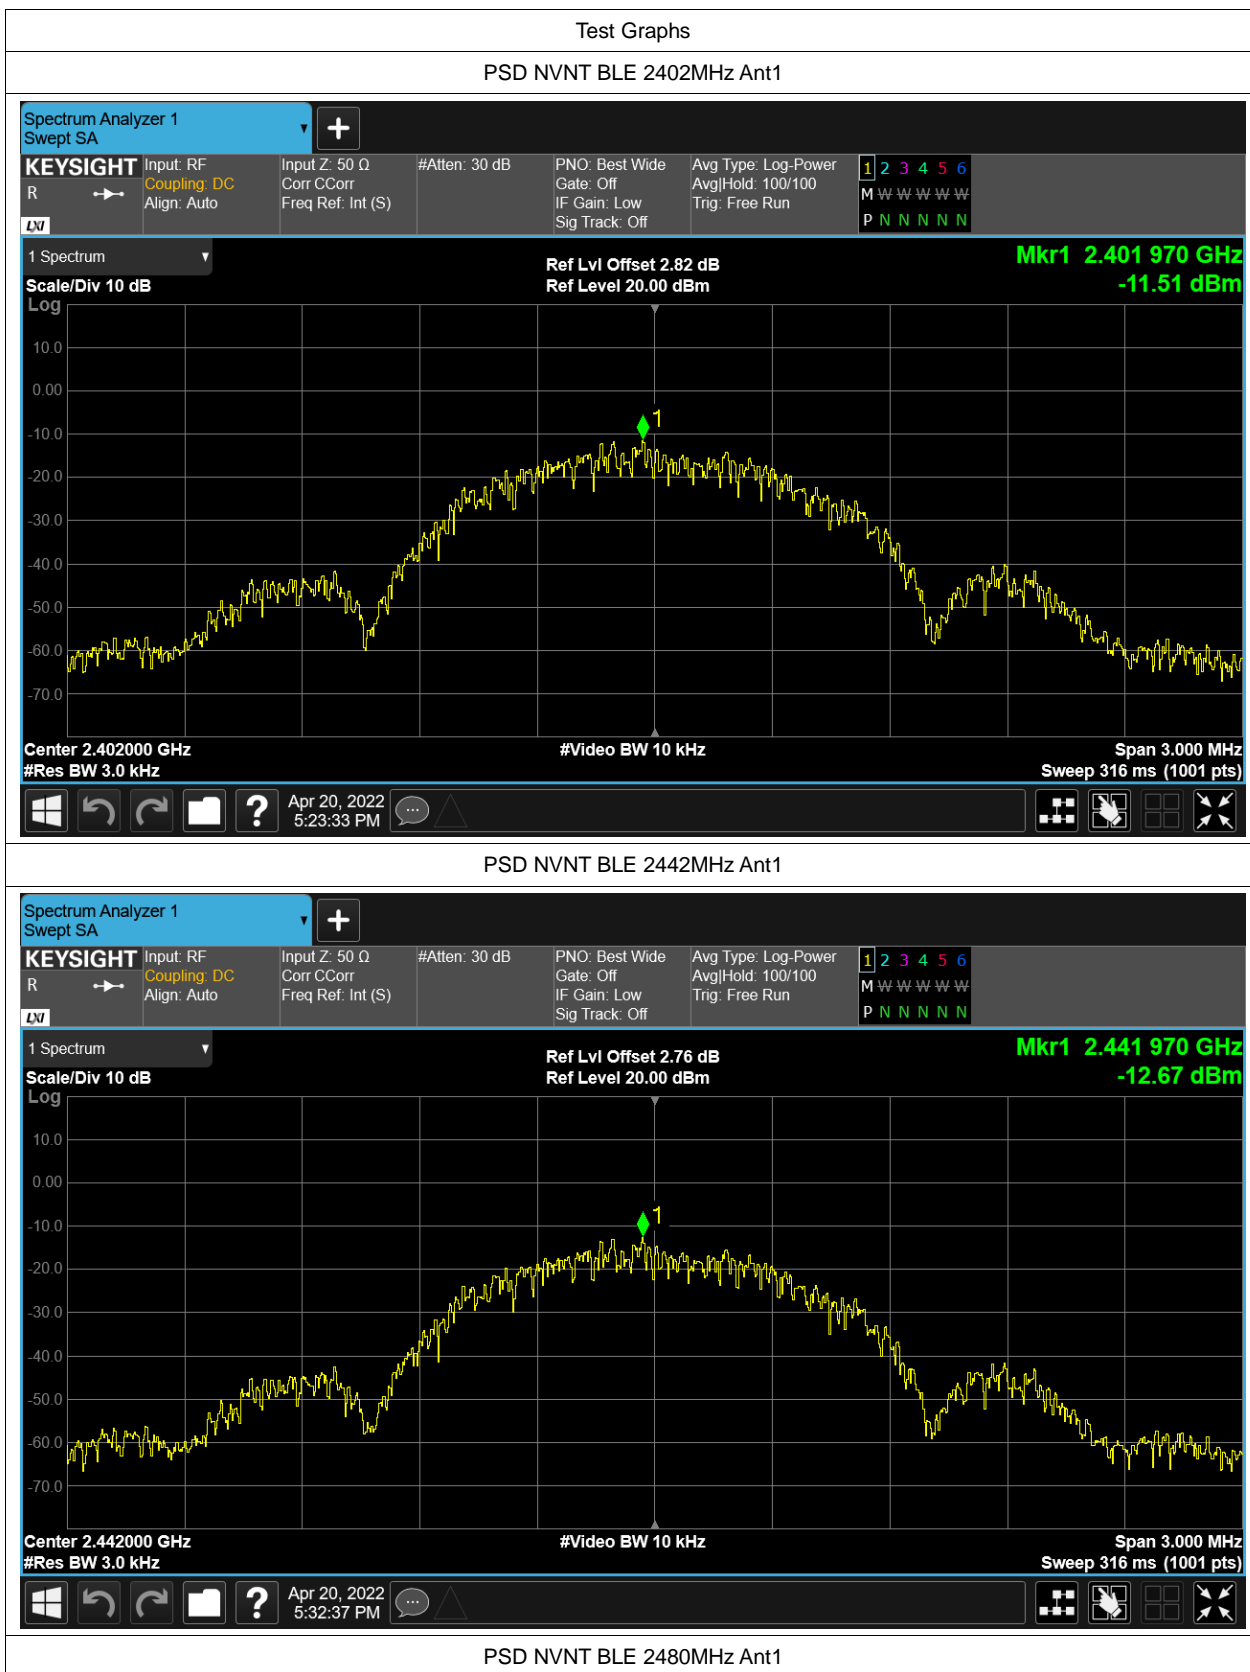 Test Graphs
PSD NVNT BLE 2402MHz Ant1
Spectrum Analyzer 1
Swept SA
KEYSIGHT
R
LXI
Input: RF
Coupling: DC
Align: Auto
Input Z: 50 Ω
Corr CCorr
Freq Ref: Int (S)
#Atten: 30 dB
PNO: Best Wide
Gate: Off
IF Gain: Low
Sig Track: Off
Avg Type: Log-Power
Avg|Hold: 100/100
Trig: Free Run
1 2 3 4 5 6
M W W W W W
P N N N N N
1 Spectrum
Scale/Div 10 dB
Ref Lvl Offset 2.82 dB
Ref Level 20.00 dBm
Mkr1 2.401 970 GHz
-11.51 dBm
Log
10.0
0.00
-10.0
-20.0
-30.0
-40.0
-50.0
-60.0
-70.0
1
Center 2.402000 GHz
#Res BW 3.0 kHz
#Video BW 10 kHz
Span 3.000 MHz
Sweep 316 ms (1001 pts)
?
Apr 20, 2022
5:23:33 PM
PSD NVNT BLE 2442MHz Ant1
Spectrum Analyzer 1
Swept SA
KEYSIGHT
R
LXI
Input: RF
Coupling: DC
Align: Auto
Input Z: 50 Ω
Corr CCorr
Freq Ref: Int (S)
#Atten: 30 dB
PNO: Best Wide
Gate: Off
IF Gain: Low
Sig Track: Off
Avg Type: Log-Power
Avg|Hold: 100/100
Trig: Free Run
1 2 3 4 5 6
M W W W W W
P N N N N N
1 Spectrum
Scale/Div 10 dB
Ref Lvl Offset 2.76 dB
Ref Level 20.00 dBm
Mkr1 2.441 970 GHz
-12.67 dBm
Log
10.0
0.00
-10.0
-20.0
-30.0
-40.0
-50.0
-60.0
-70.0
1
Center 2.442000 GHz
#Res BW 3.0 kHz
#Video BW 10 kHz
Span 3.000 MHz
Sweep 316 ms (1001 pts)
?
Apr 20, 2022
5:32:37 PM
PSD NVNT BLE 2480MHz Ant1